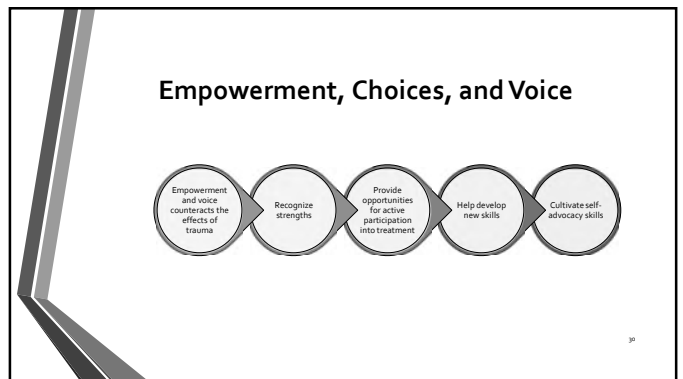 Empowerment, Choices, and Voice
Empowerment
and voice
counteracts the
effects of
trauma
Recognize
strengths
Provide
opportunities
for active
participation
into treatment
Help develop
new skills
Cultivate self-
advocacy skills
30